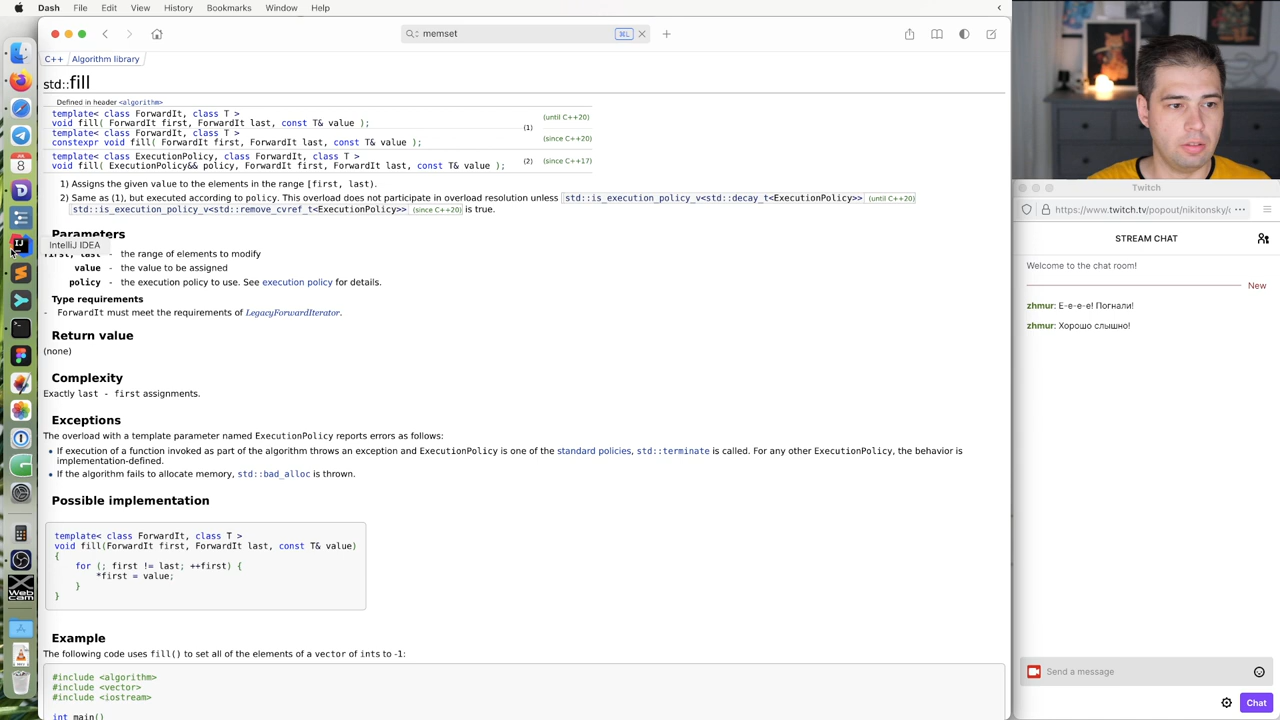 Dash File Edit View History Bookmarks Window Help
memset
⌘L
C++ Algorithm library
std::fill
Defined in header <algorithm>
template< class ForwardIt, class T >
void fill( ForwardIt first, ForwardIt last, const T& value );
(until C++20)
template< class ForwardIt, class T >
constexpr void fill( ForwardIt first, ForwardIt last, const T& value );
(1)
(since C++20)
template< class ExecutionPolicy, class ForwardIt, class T >
void fill( ExecutionPolicy&& policy, ForwardIt first, ForwardIt last, const T& value );
(2) (since C++17)
1) Assigns the given value to the elements in the range [first, last).
2) Same as (1), but executed according to policy. This overload does not participate in overload resolution unless std::is_execution_policy_v<std::decay_t<ExecutionPolicy>> (until C++20)
std::is_execution_policy_v<std::remove_cvref_t<ExecutionPolicy>> (since C++20) is true.
Parameters
IntelliJ IDEA
first, last - the range of elements to modify
value - the value to be assigned
policy - the execution policy to use. See execution policy for details.
Type requirements
- ForwardIt must meet the requirements of LegacyForwardIterator.
Return value
(none)
Complexity
Exactly last - first assignments.
Exceptions
The overload with a template parameter named ExecutionPolicy reports errors as follows:
• If execution of a function invoked as part of the algorithm throws an exception and ExecutionPolicy is one of the standard policies, std::terminate is called. For any other ExecutionPolicy, the behavior is
implementation-defined.
• If the algorithm fails to allocate memory, std::bad_alloc is thrown.
Possible implementation
template< class ForwardIt, class T >
void fill(ForwardIt first, ForwardIt last, const T& value)
{
for (; first != last; ++first) {
*first = value;
}
}
Example
The following code uses fill() to set all of the elements of a vector of ints to -1:
#include <algorithm>
#include <vector>
#include <iostream>
int main()
JUL
8
IJ
Web
cam
Twitch
https://www.twitch.tv/popout/nikitonsky/
STREAM CHAT
Welcome to the chat room!
New
zhmur: Е-е-е-е! Погнали!
zhmur: Хорошо слышно!
Send a message
Chat